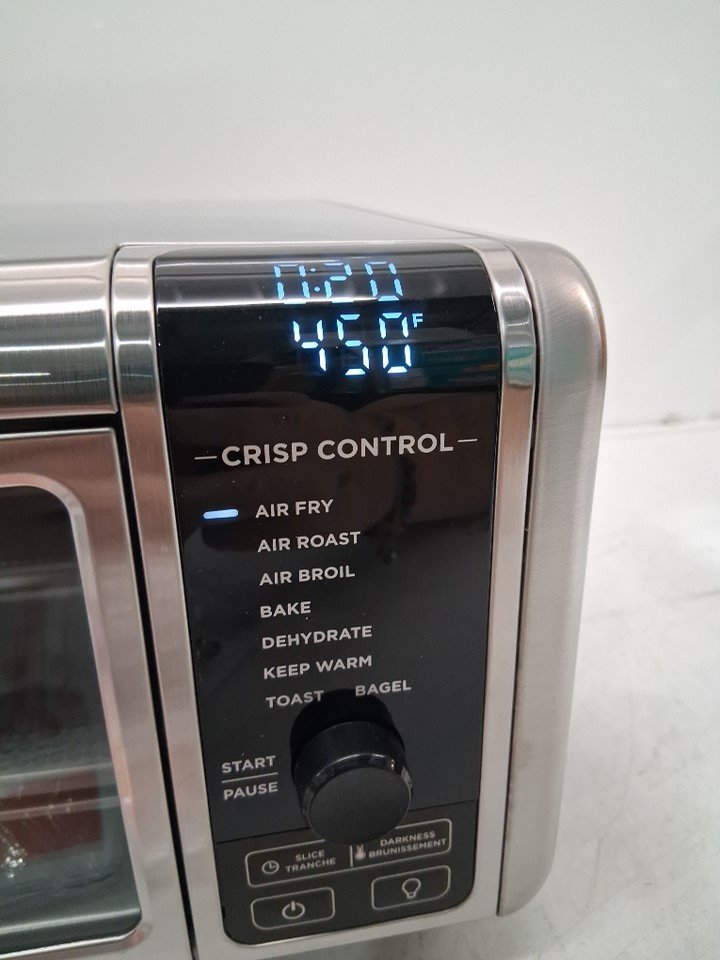 0:20
450F
CRISP CONTROL
AIR FRY
AIR ROAST
AIR BROIL
BAKE
DEHYDRATE
KEEP WARM
TOAST BAGEL
START
PAUSE
SLICE
TRANCHE
DARKNESS
BRUNISSEMENT